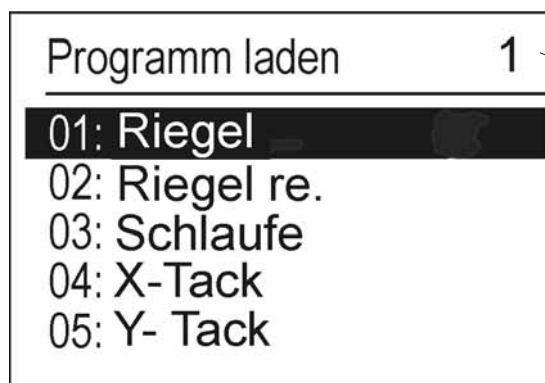 Programm laden 1
01: Riegel
02: Riegel re.
03: Schlaufe
04: X-Tack
05: Y- Tack